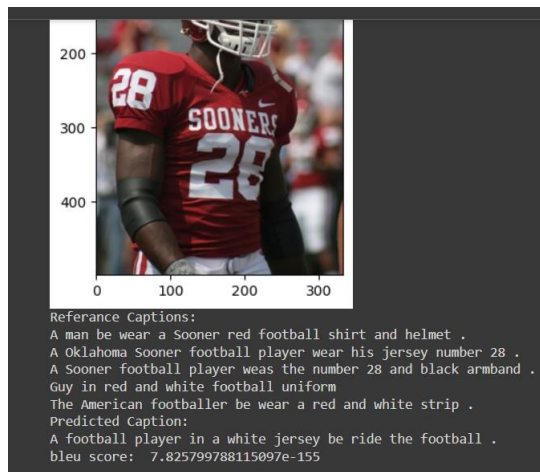 200
28
SOONERS
300
28
400
0 100 200 300
Referance Captions:
A man be wear a Sooner red football shirt and helmet .
A Oklahoma Sooner football player wear his jersey number 28 .
A Sooner football player weas the number 28 and black armband .
Guy in red and white football uniform
The American footballer be wear a red and white strip .
Predicted Caption:
A football player in a white jersey be ride the football .
bleu score: 7.825799788115097e-155